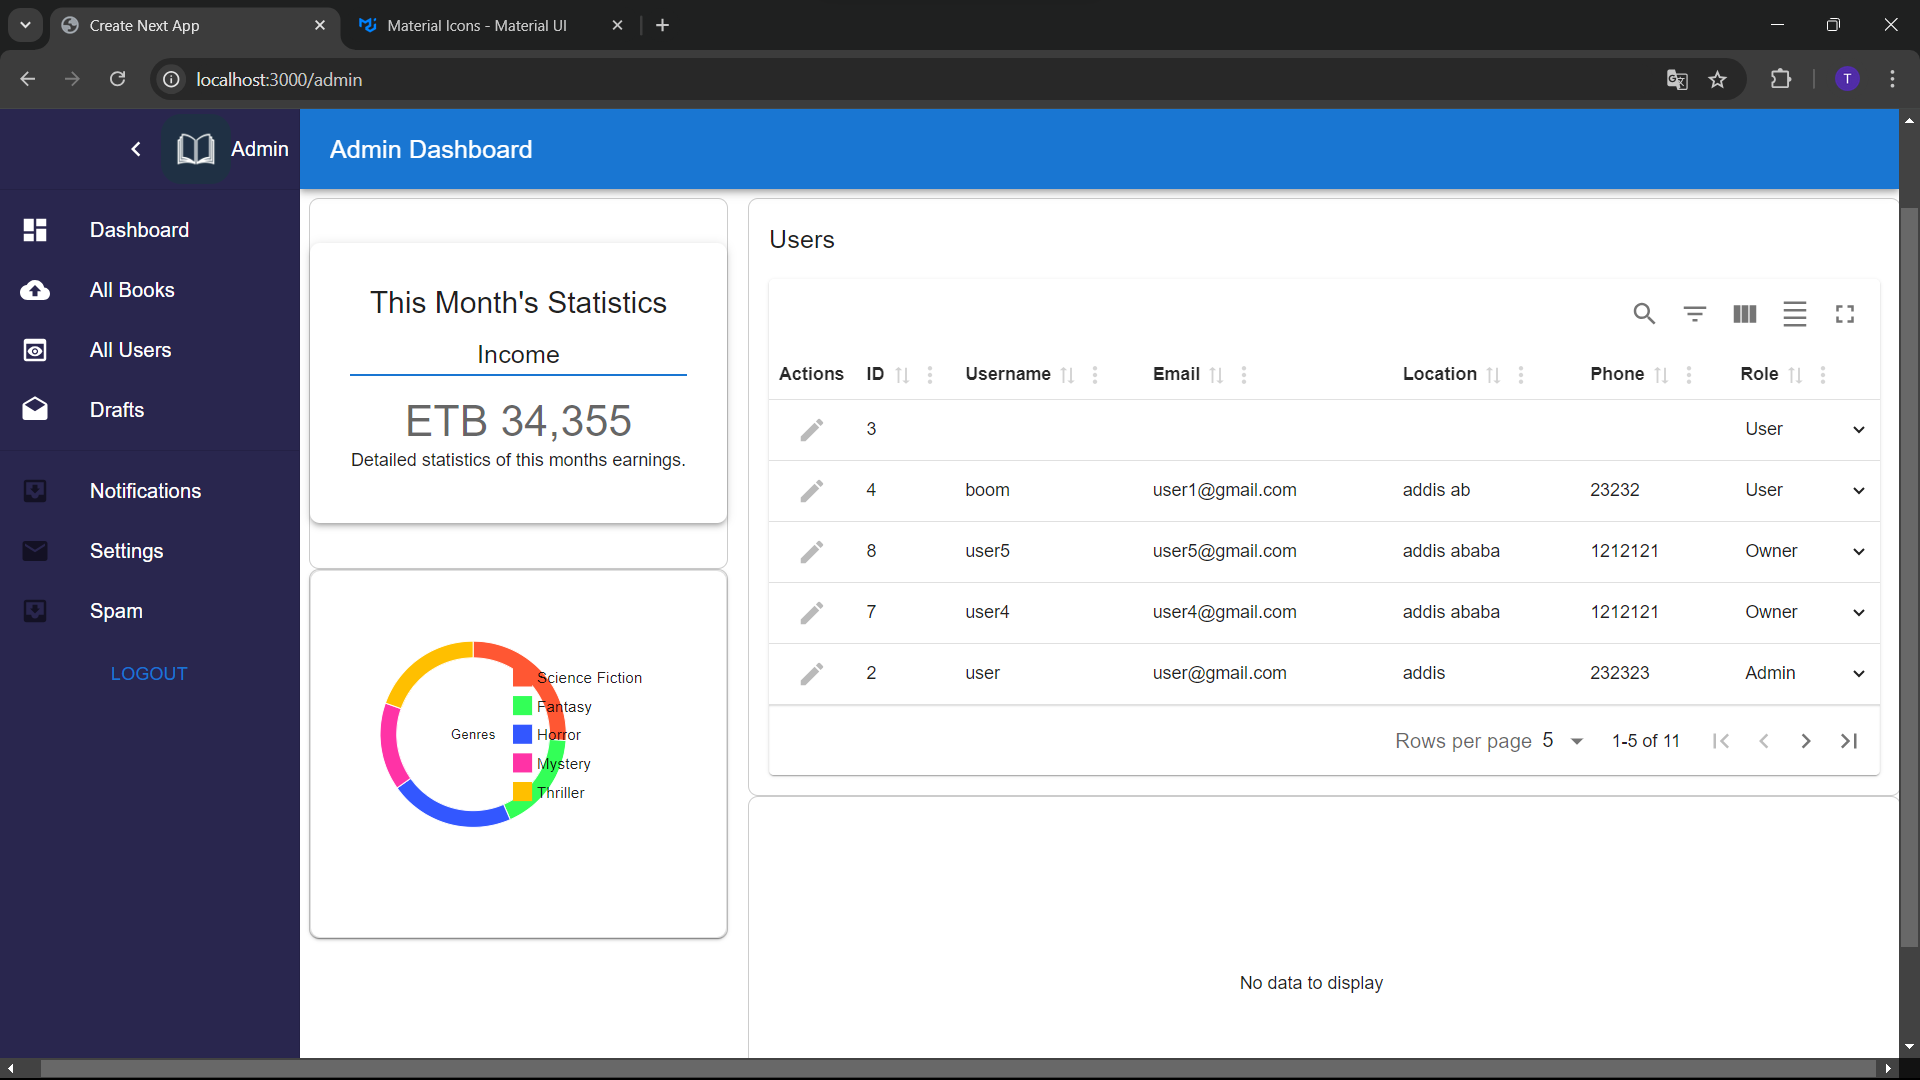 Create Next App
Material Icons - Material UI
localhost:3000/admin
T
Admin
Admin Dashboard
Dashboard
All Books
All Users
Drafts
Notifications
Settings
Spam
LOGOUT
This Month's Statistics
Income
ETB 34,355
Detailed statistics of this months earnings.
Genres
Science Fiction
Fantasy
Horror
Mystery
Thriller
Users
Actions ID Username Email Location Phone Role
3 User
4 boom user1@gmail.com addis ab 23232 User
8 user5 user5@gmail.com addis ababa 1212121 Owner
7 user4 user4@gmail.com addis ababa 1212121 Owner
2 user user@gmail.com addis 232323 Admin
Rows per page 5 1-5 of 11
No data to display